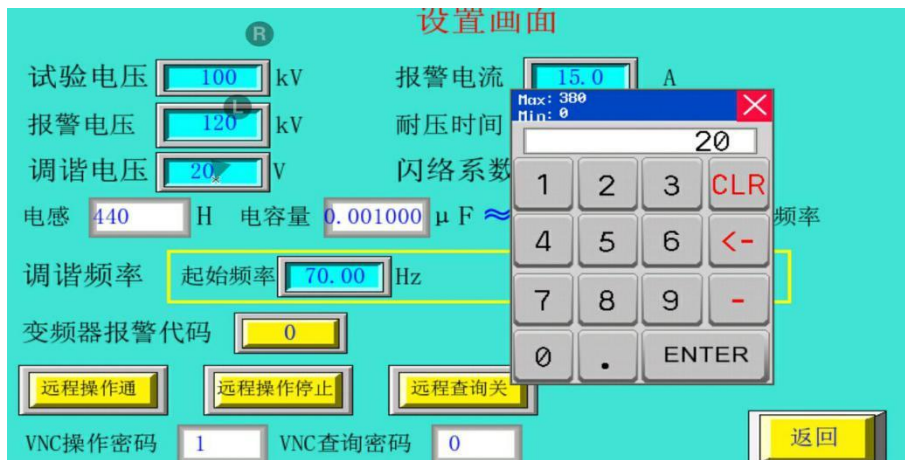 设置画面
R
试验电压 100 kV 报警电流 15.0 A
报警电压 120 kV 耐压时间
L
调谐电压 20 V 闪络系数
电感 440 H 电容量 0.001000 μF ≈ 频率
调谐频率 起始频率 70.00 Hz
变频器报警代码 0
远程操作通 远程操作停止 远程查询关
VNC操作密码 1 VNC查询密码 0
返回
Max: 380
Min: 0
20
1 2 3 CLR
4 5 6 <-
7 8 9 -
0 . ENTER